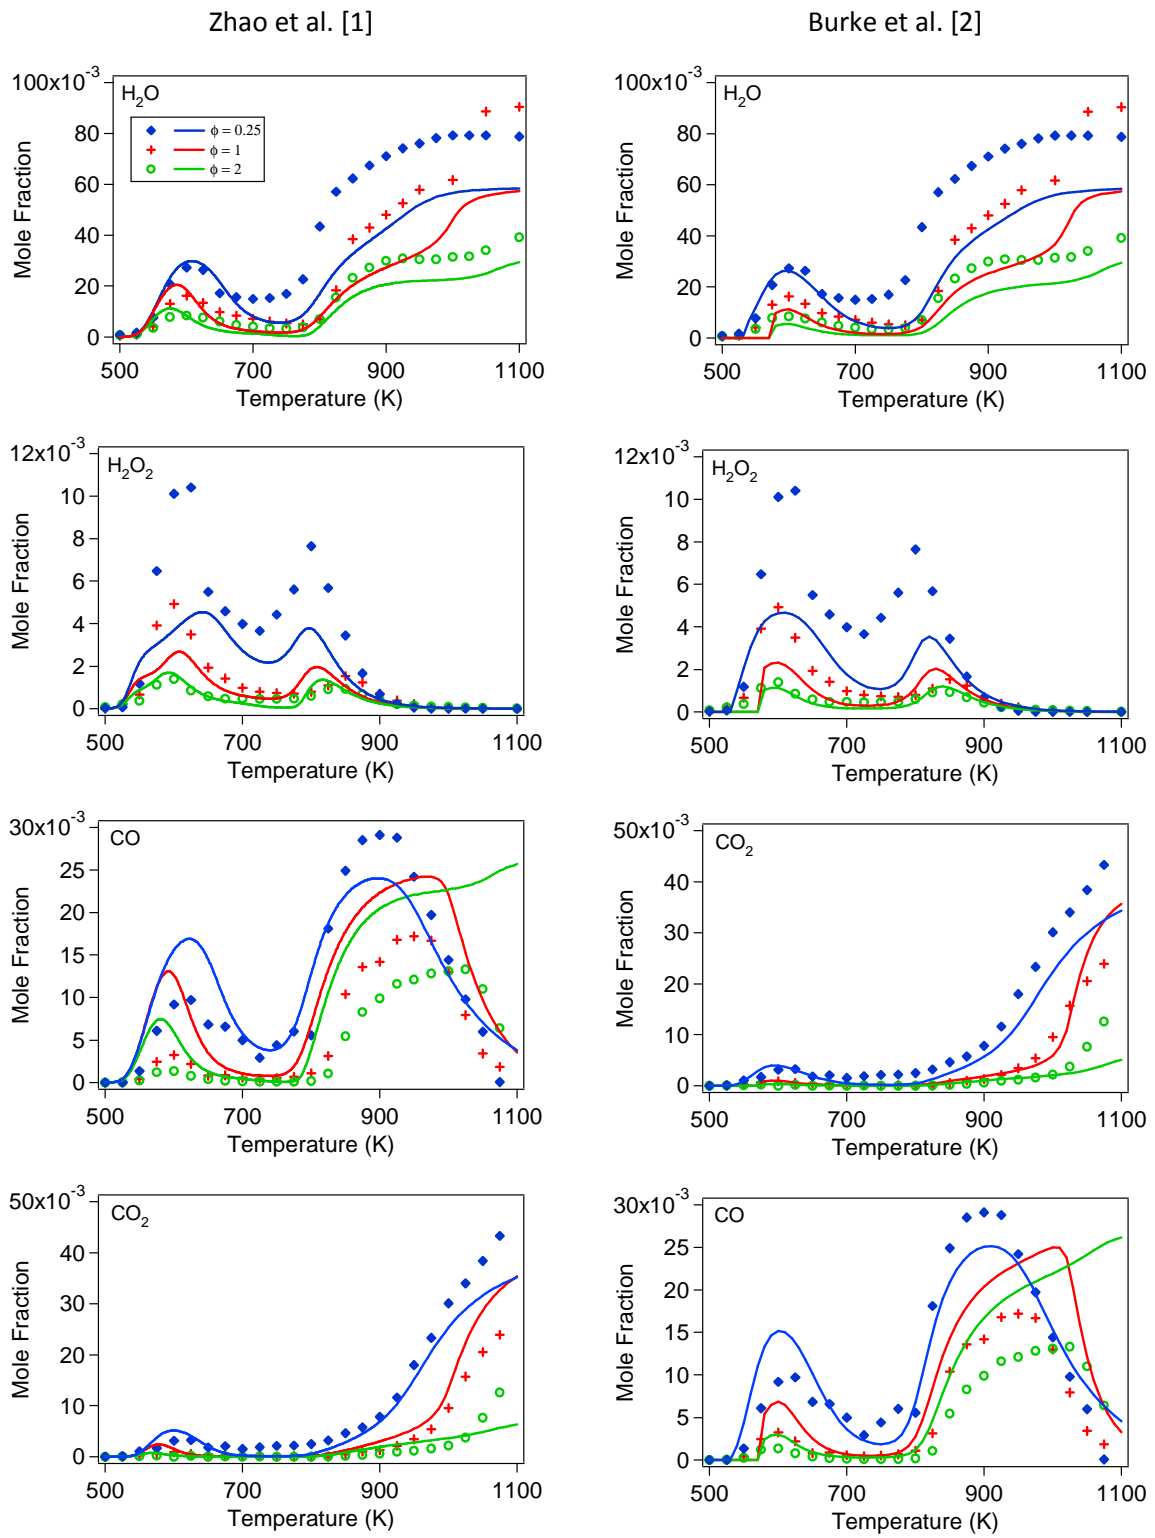 Zhao et al. [1]
Burke et al. [2]
100x10-3
80
60
40
20
0
Mole Fraction
H2O
ϕ = 0.25
ϕ = 1
ϕ = 2
500
700
900
1100
Temperature (K)
100x10-3
80
60
40
20
0
Mole Fraction
H2O
500
700
900
1100
Temperature (K)
12x10-3
10
8
6
4
2
0
Mole Fraction
H2O2
500
700
900
1100
Temperature (K)
12x10-3
10
8
6
4
2
0
Mole Fraction
H2O2
500
700
900
1100
Temperature (K)
30x10-3
25
20
15
10
5
0
Mole Fraction
CO
500
700
900
1100
Temperature (K)
50x10-3
40
30
20
10
0
Mole Fraction
CO2
500
700
900
1100
Temperature (K)
50x10-3
40
30
20
10
0
Mole Fraction
CO2
500
700
900
1100
Temperature (K)
30x10-3
25
20
15
10
5
0
Mole Fraction
CO
500
700
900
1100
Temperature (K)